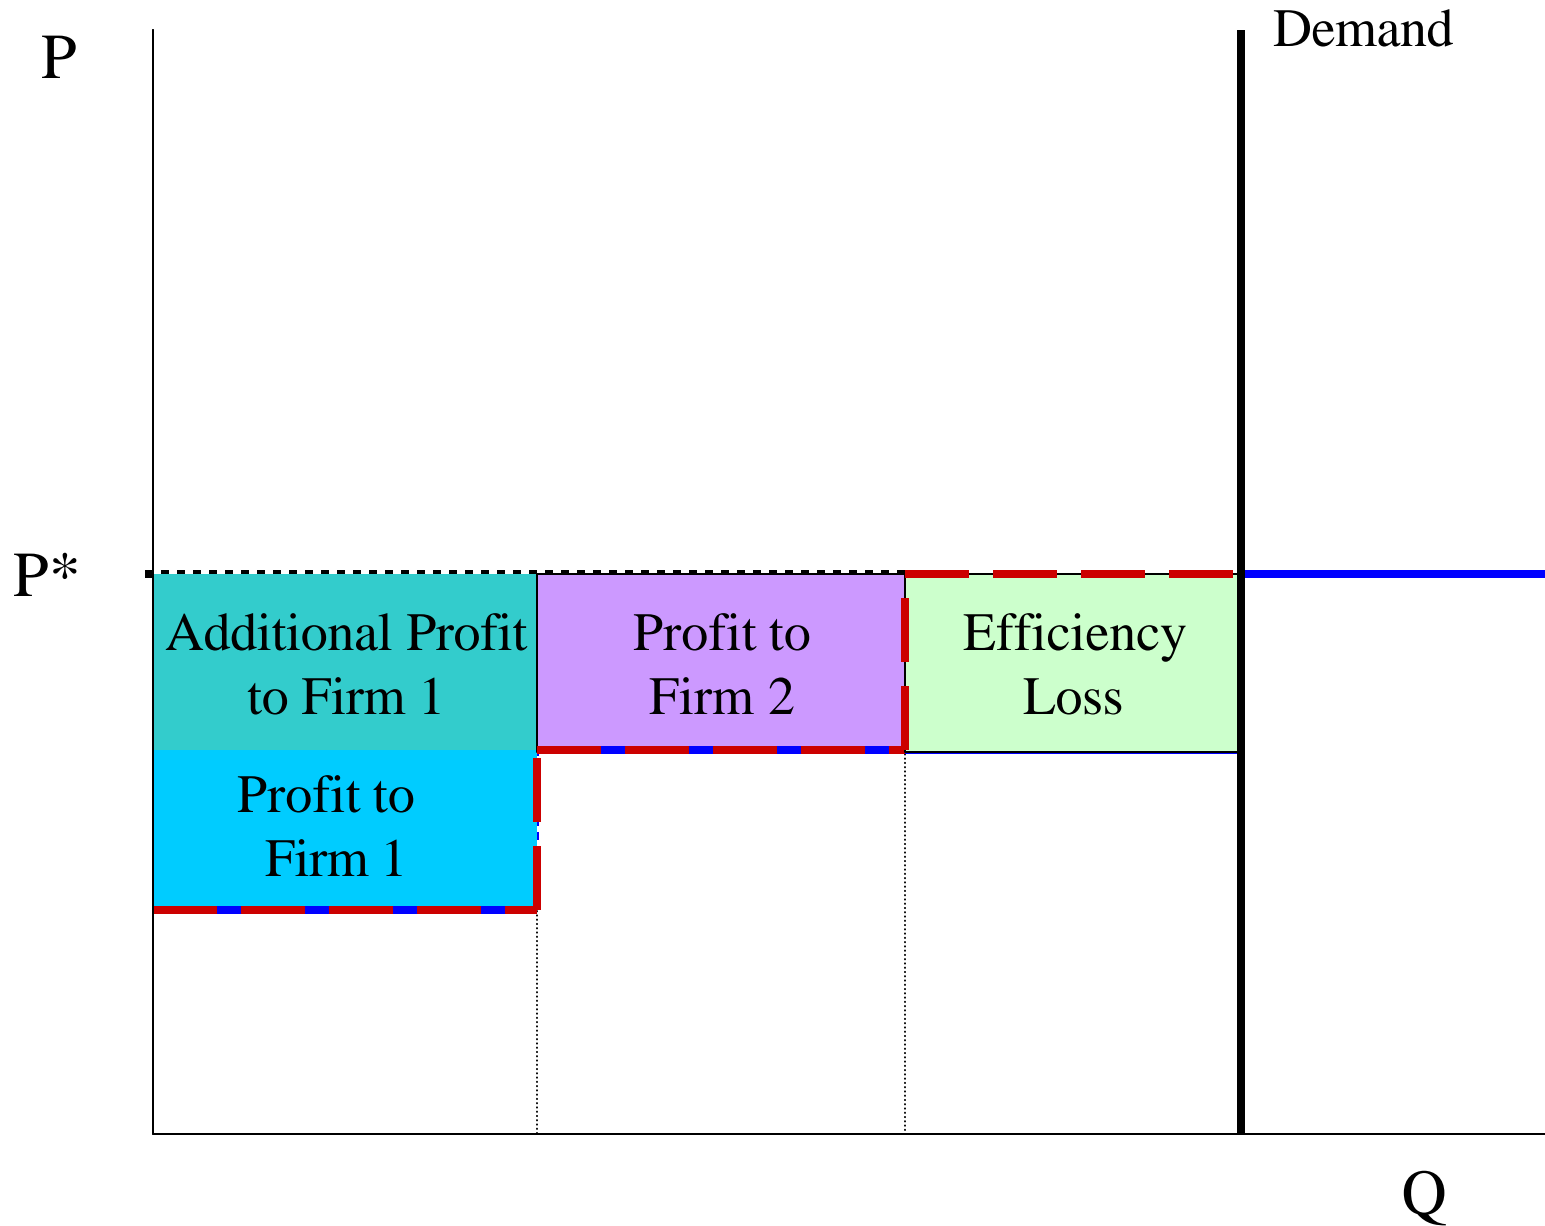 P
Demand
P*
Additional Profit
to Firm 1
Profit to
Firm 2
Efficiency
Loss
Profit to
Firm 1
Q